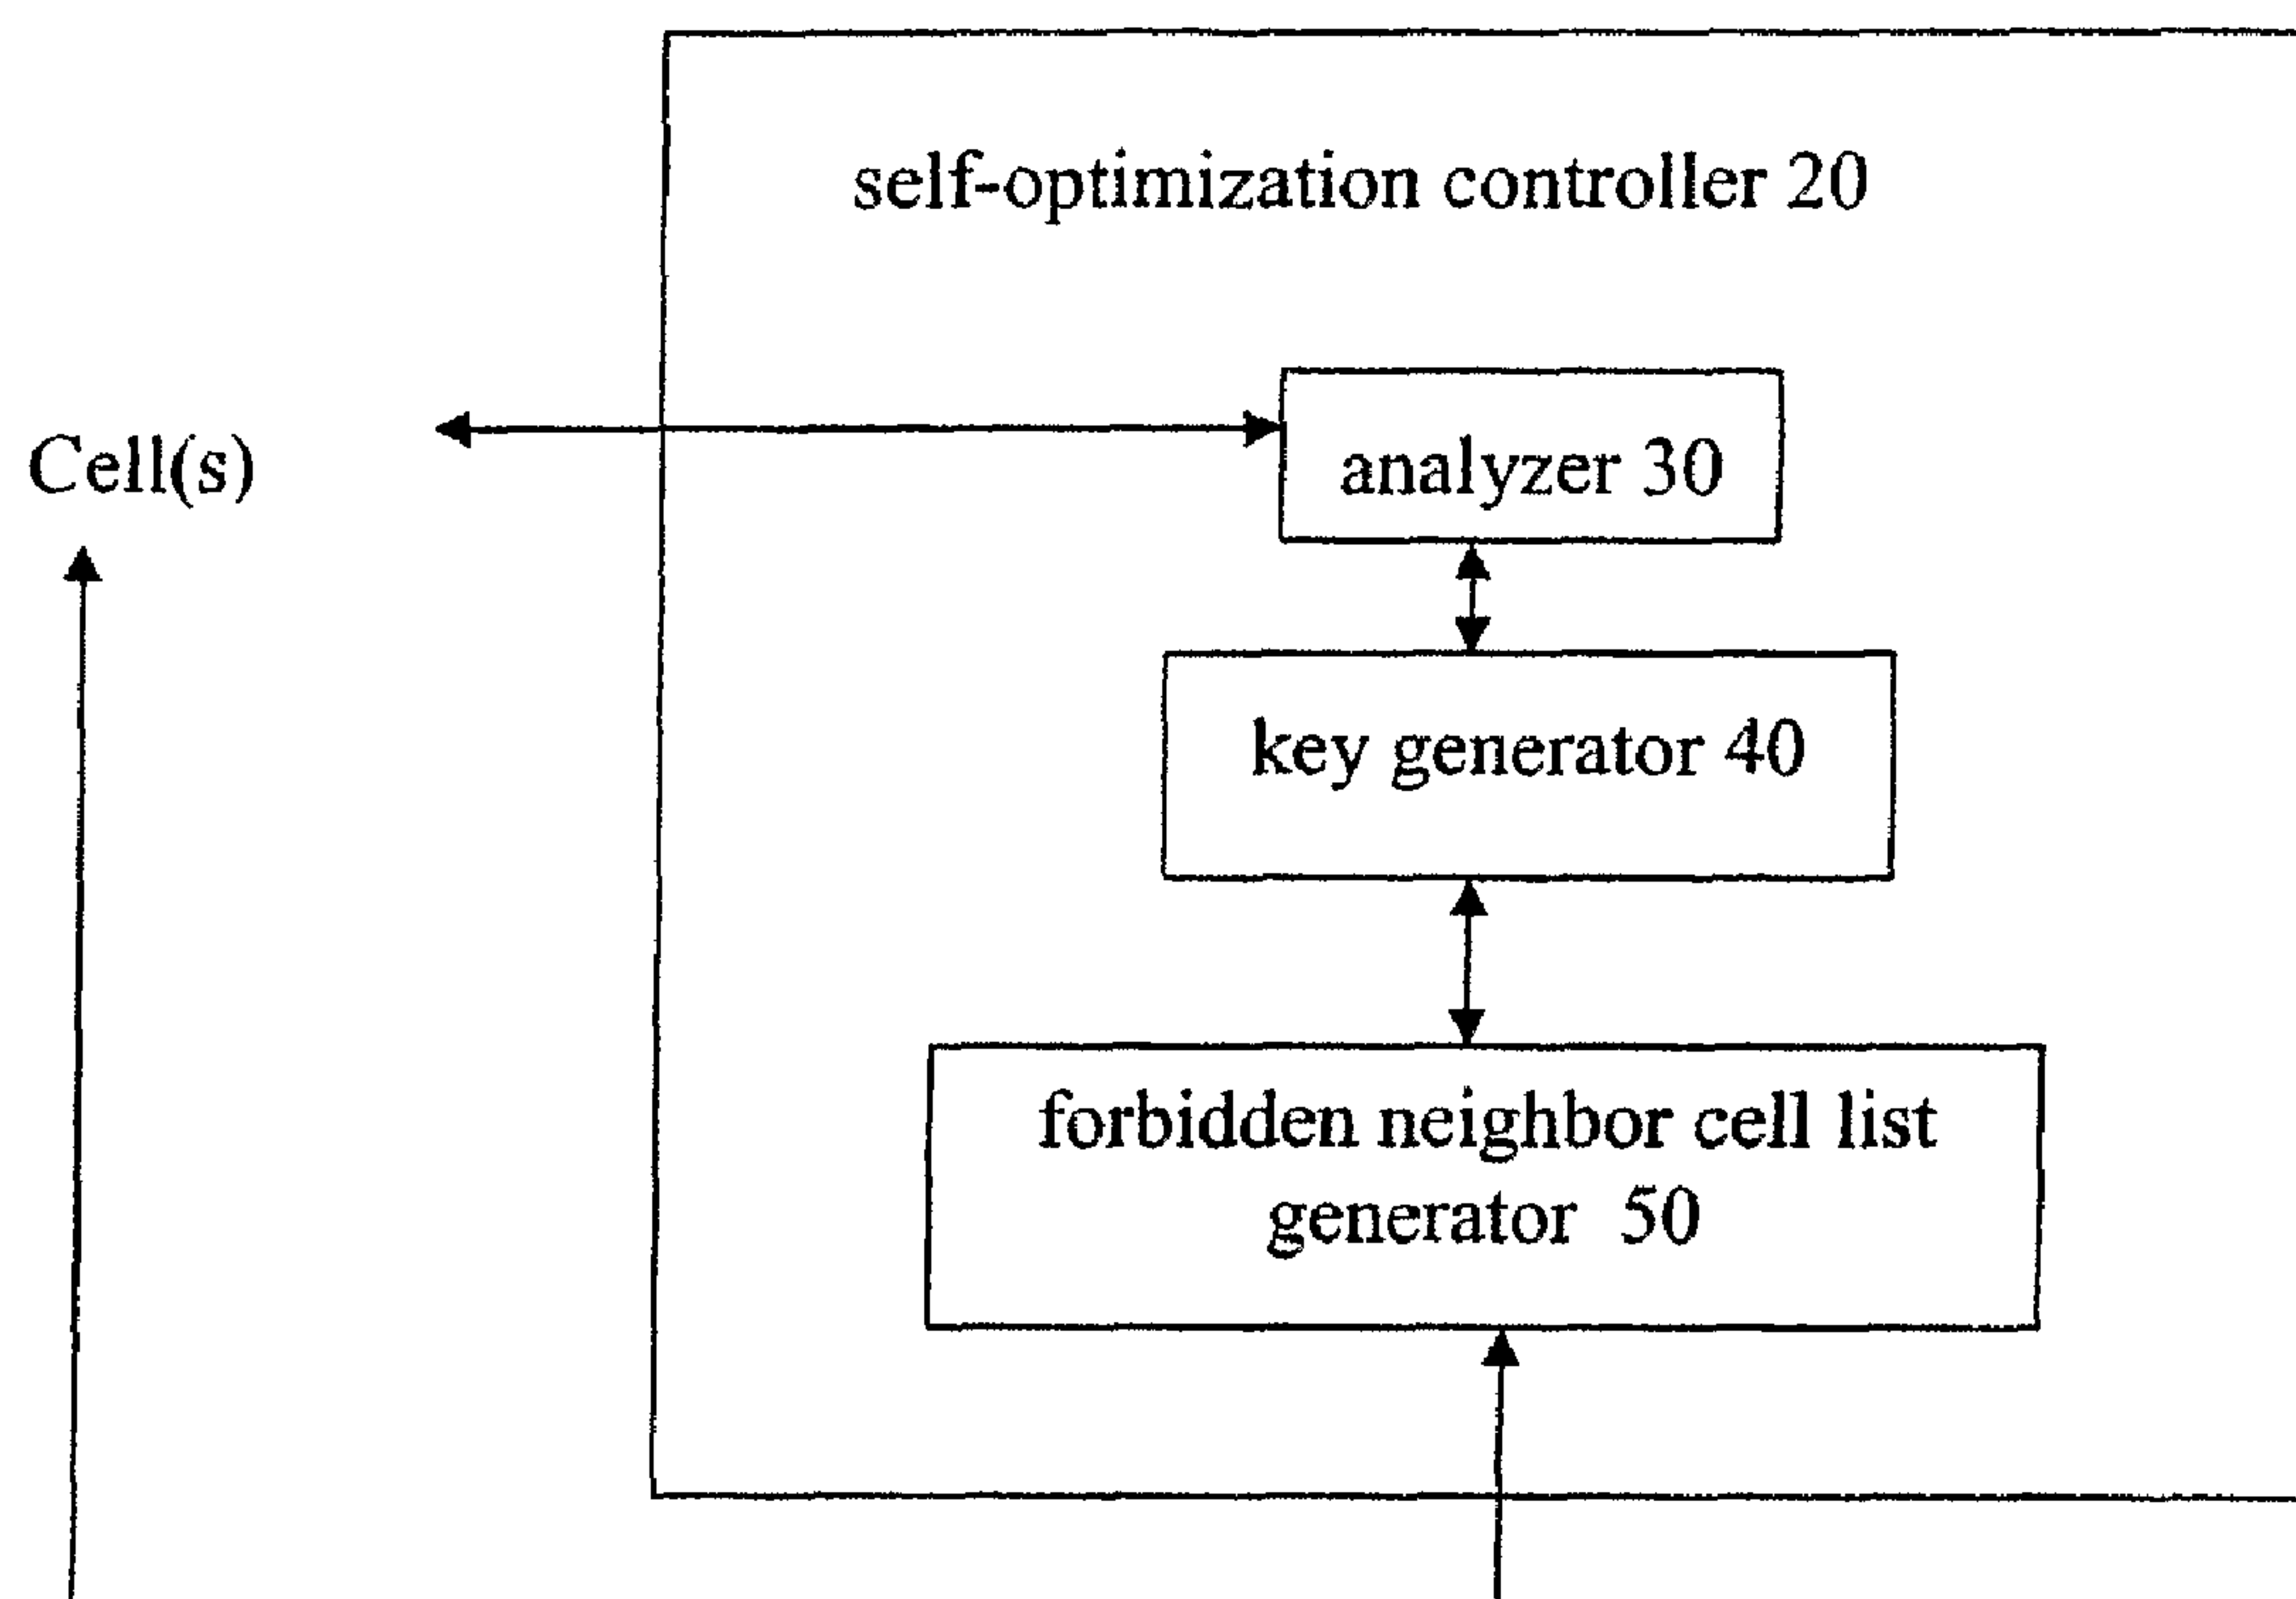 self-optimization controller 20
Cell(s)
analyzer 30
key generator 40
forbidden neighbor cell list
generator 50